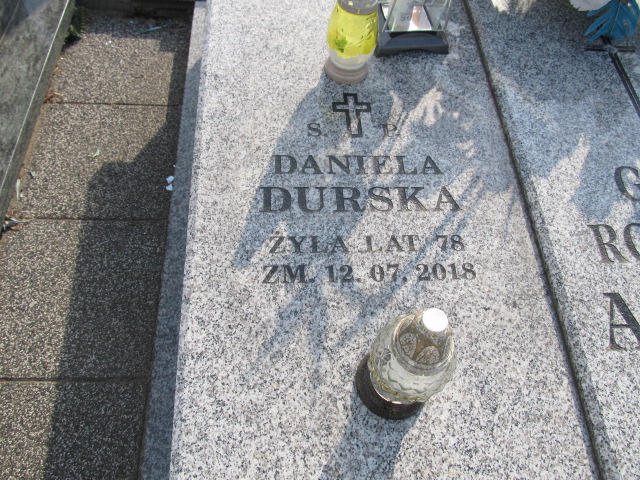 S. P.
DANIELA
DURSKA
ŻYŁA LAT 78
ZM. 12. 07. 2018